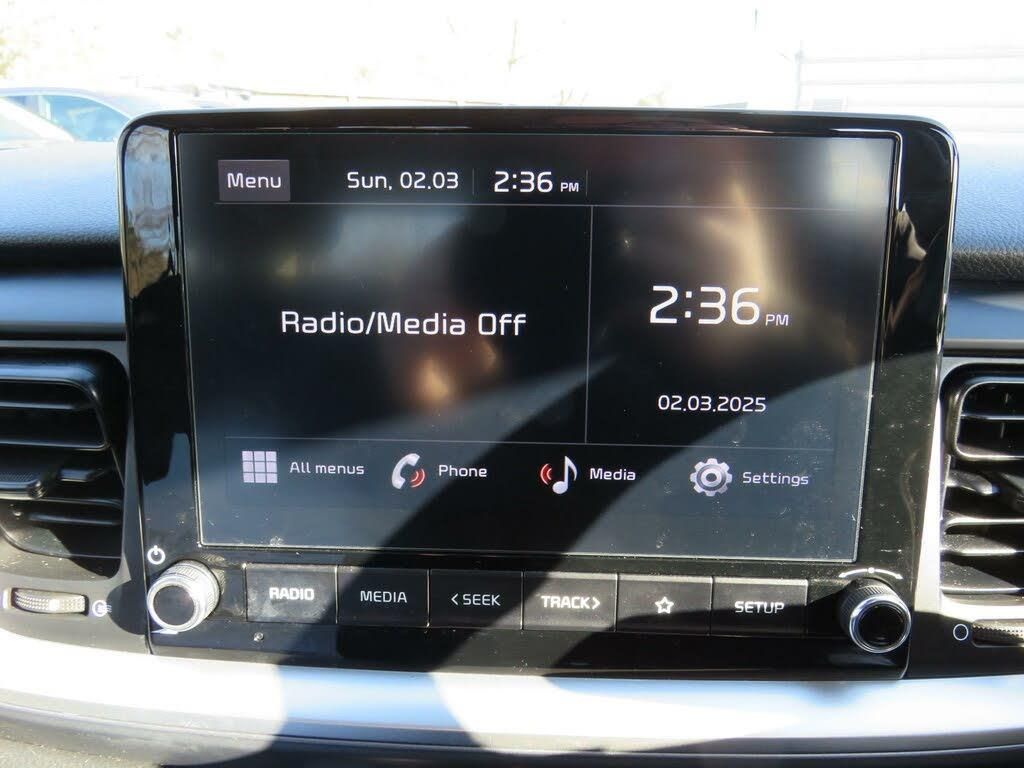 Menu Sun, 02.03 2:36 PM
Radio/Media Off
2:36 PM
02.03.2025
All menus Phone Media Settings
RADIO MEDIA <SEEK TRACK> SETUP